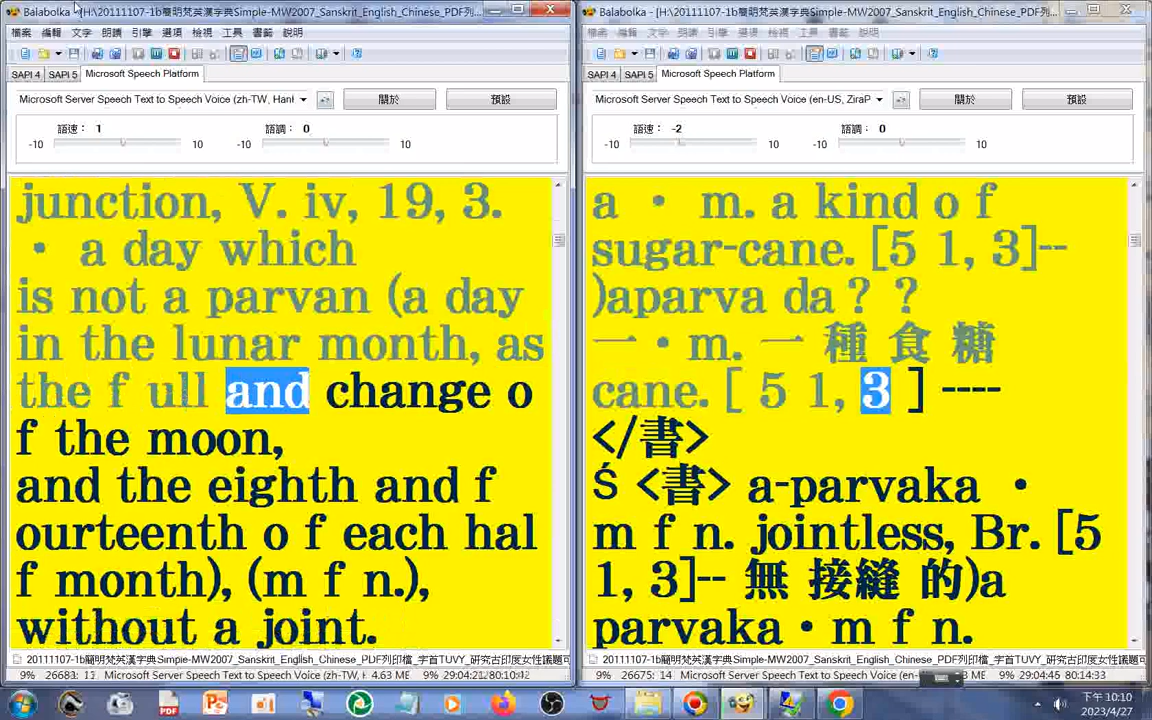 Balabolka - [H:\20111107-1b簡明梵英漢字典Simple-MW2007_Sanskrit_English_Chinese_PDF列...
檔案 編輯 文字 朗讀 引擎 選項 檢視 工具 書籤 說明
SAPI 4 SAPI 5 Microsoft Speech Platform
Microsoft Server Speech Text to Speech Voice (zh-TW, Hanl
關於 預設
語速： 1 語調： 0
-10 10 -10 10
junction, V. iv, 19, 3.
• a day which
is not a parvan (a day
in the lunar month, as
the f ull and change o
f the moon,
and the eighth and f
ourteenth o f each hal
f month), (m f n.),
without a joint.
20111107-1b簡明梵英漢字典Simple-MW2007_Sanskrit_English_Chinese_PDF列印檔_字首TUVY_研究古印度女性議題可
26683: 1 Microsoft Server Speech Text to Speech Voice (zh-TW, H 4.63 ME 9% 29:04:21/80:10:42
Balabolka - [H:\20111107-1b簡明梵英漢字典Simple-MW2007_Sanskrit_English_Chinese_PDF列...
檔案 編輯 文字 朗讀 引擎 選項 檢視 工具 書籤 說明
SAPI 4 SAPI 5 Microsoft Speech Platform
Microsoft Server Speech Text to Speech Voice (en-US, ZiraP
關於 預設
語速： -2 語調： 0
-10 10 -10 10
a • m. a kind o f
sugar-cane. [5 1, 3]--
)aparva da？？
一•m. 一 種 食 糖
cane. [ 5 1, 3 ] ----
</書>
Ś <書> a-parvaka •
m f n. jointless, Br. [5
1, 3]-- 無 接縫 的)a
parvaka•m f n.
20111107-1b簡明梵英漢字典Simple-MW2007_Sanskrit_English_Chinese_PDF列印檔_字首TUVY_研究古印度女性議題可
26675: 14 Microsoft Server Speech Text to Speech Voice (en-US, 4.63 ME 9% 29:04:45/80:14:33
下午 10:10
2023/4/27